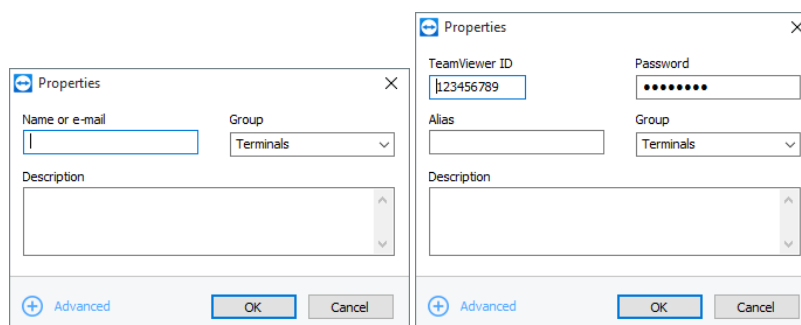 Properties
Name or e-mail Group
Terminals
Description
Advanced OK Cancel
Properties
TeamViewer ID Password
123456789 ••••••••
Alias Group
Terminals
Description
Advanced OK Cancel